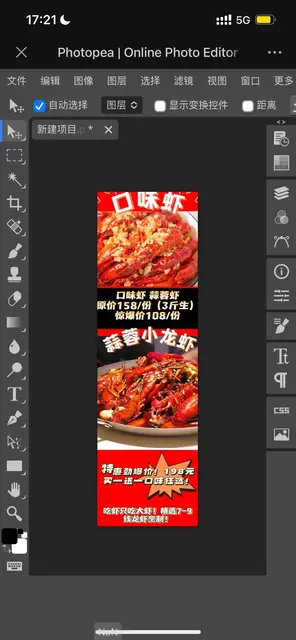 17:21
5G
52
Photopea | Online Photo Editor
文件 编辑 图像 图层 选择 滤镜 视图 窗口 更多
自动选择 图层 显示变换控件 距离
新建项目.p *
口味虾
口味虾 蒜蓉虾
原价158/份（3斤生）
惊爆价108/份
蒜蓉小龙虾
特惠劲爆价！198元
买一送一口味任选！
吃虾只吃大虾！精选7-9
钱龙虾烹制！
CSS
NaN